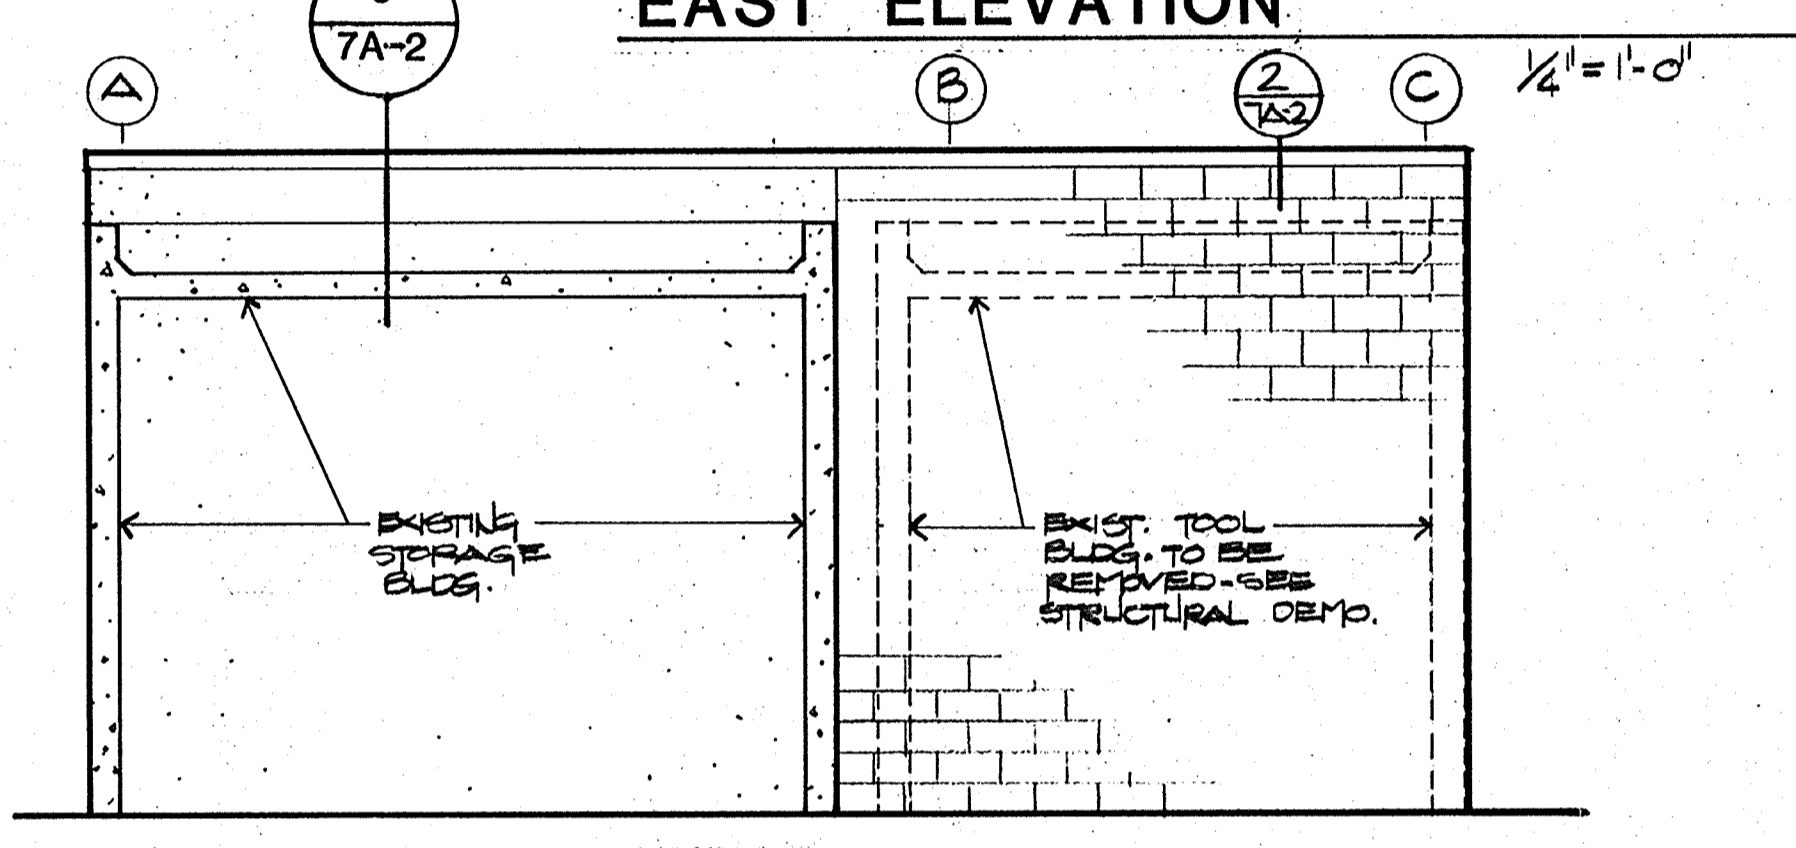 EAST ELEVATION
1/4" = 1'-0"
7A-2
A
B
2
7A-2
C
EXISTING
STORAGE
BLDG.
EXIST. TOOL
BLDG. TO BE
REMOVED-SEE
STRUCTURAL DEMO.